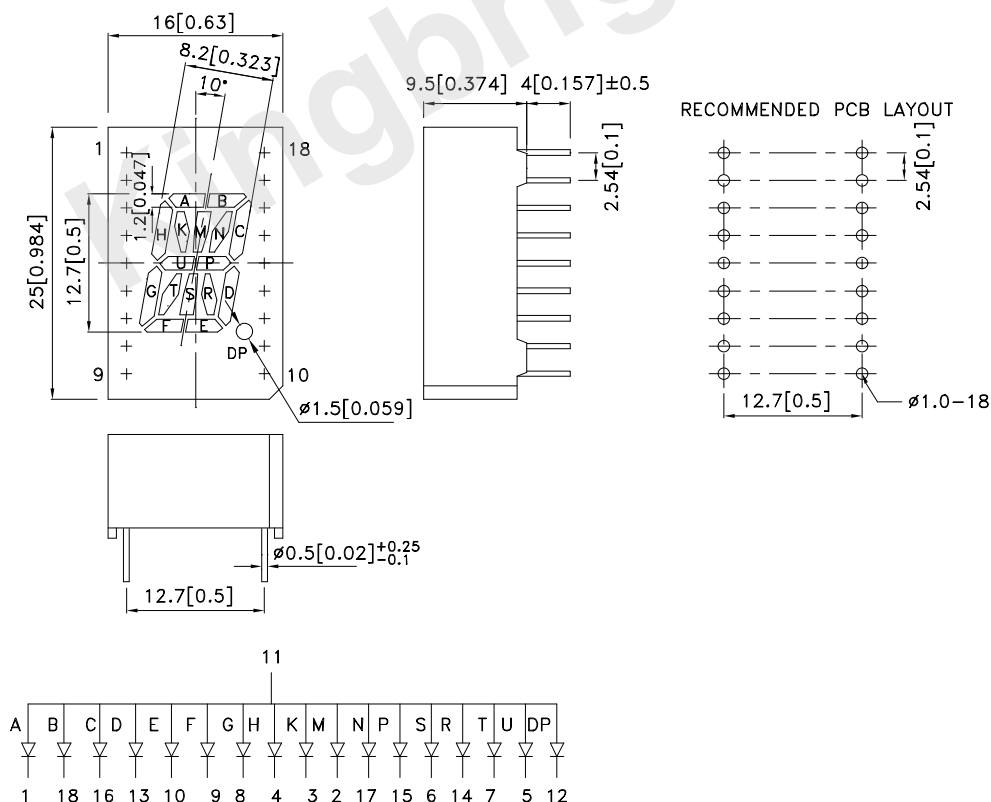 16[0.63]
8.2[0.323]
10°
9.5[0.374] 4[0.157]±0.5
RECOMMENDED PCB LAYOUT
1 18
2.54[0.1]
2.54[0.1]
1.2[0.047]
25[0.984]
12.7[0.5]
A B
H K M N C
U P
G T S R D
F E
DP
9 10
ø1.5[0.059]
12.7[0.5]
ø1.0-18
ø0.5[0.02]+0.25 -0.1
12.7[0.5]
11
A B C D E F G H K M N P S R T U DP
1 18 16 13 10 9 8 4 3 2 17 15 6 14 7 5 12